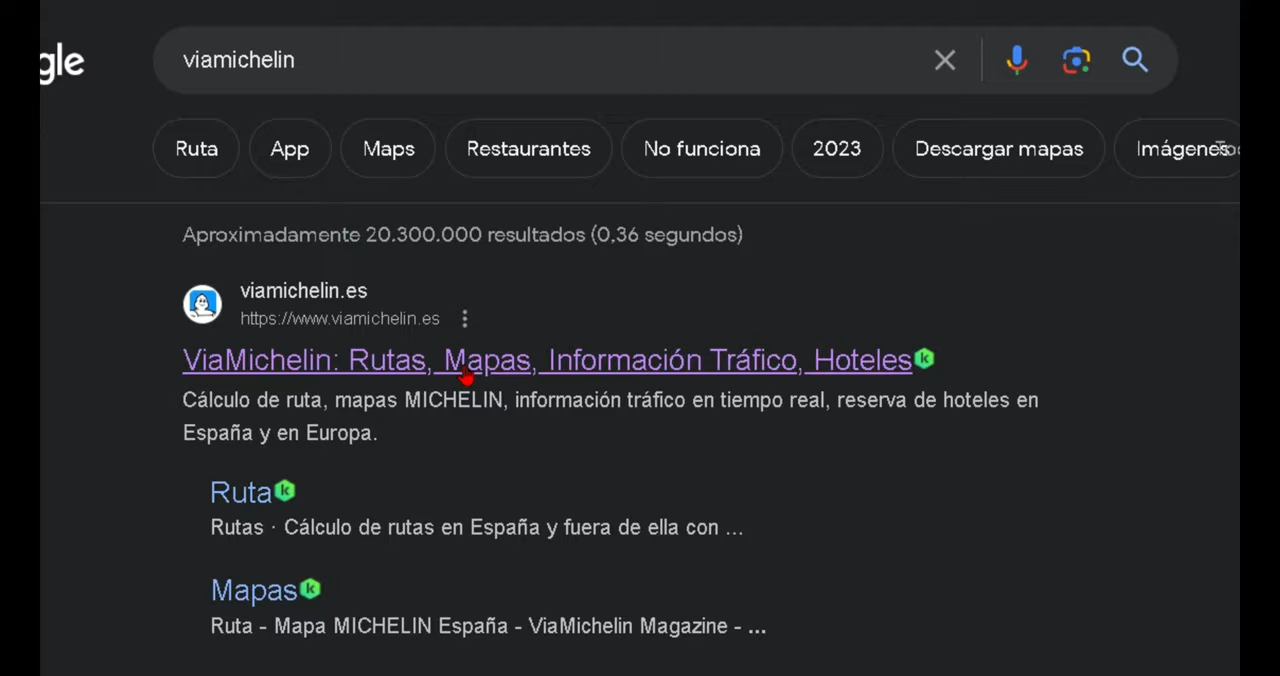 gle
viamichelin
Ruta App Maps Restaurantes No funciona 2023 Descargar mapas Imágenes
Aproximadamente 20.300.000 resultados (0,36 segundos)
viamichelin.es
https://www.viamichelin.es
ViaMichelin: Rutas, Mapas, Información Tráfico, Hoteles
Cálculo de ruta, mapas MICHELIN, información tráfico en tiempo real, reserva de hoteles en
España y en Europa.
Ruta
Rutas · Cálculo de rutas en España y fuera de ella con ...
Mapas
Ruta - Mapa MICHELIN España - ViaMichelin Magazine - ...